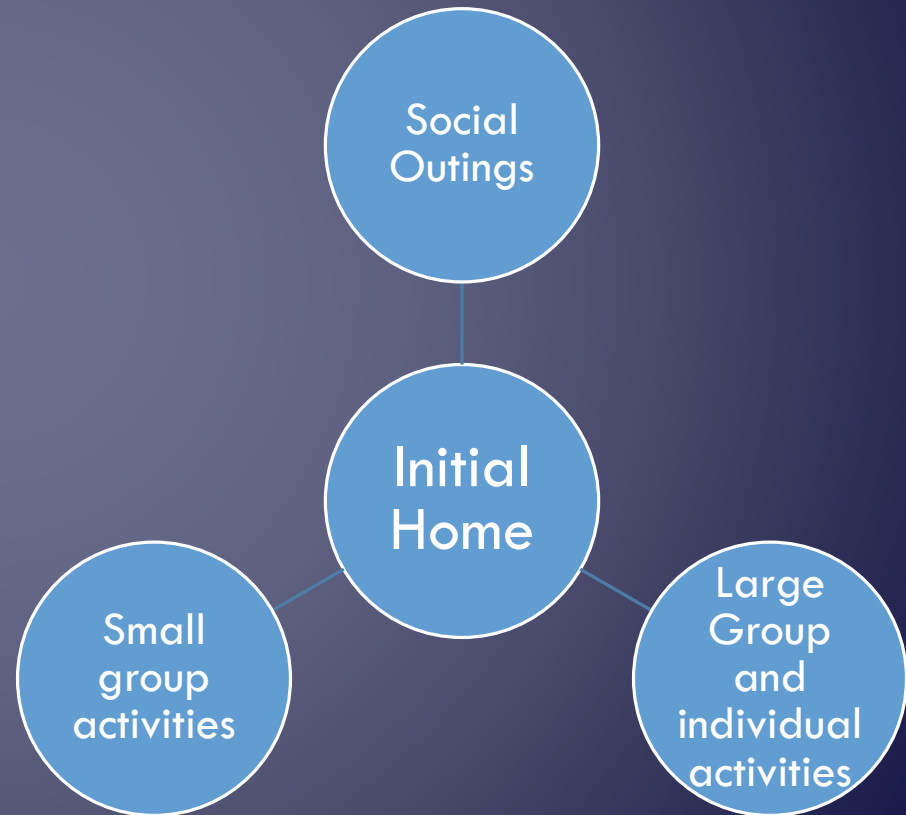 Social
Outings
Initial
Home
Small
group
activities
Large
Group
and
individual
activities